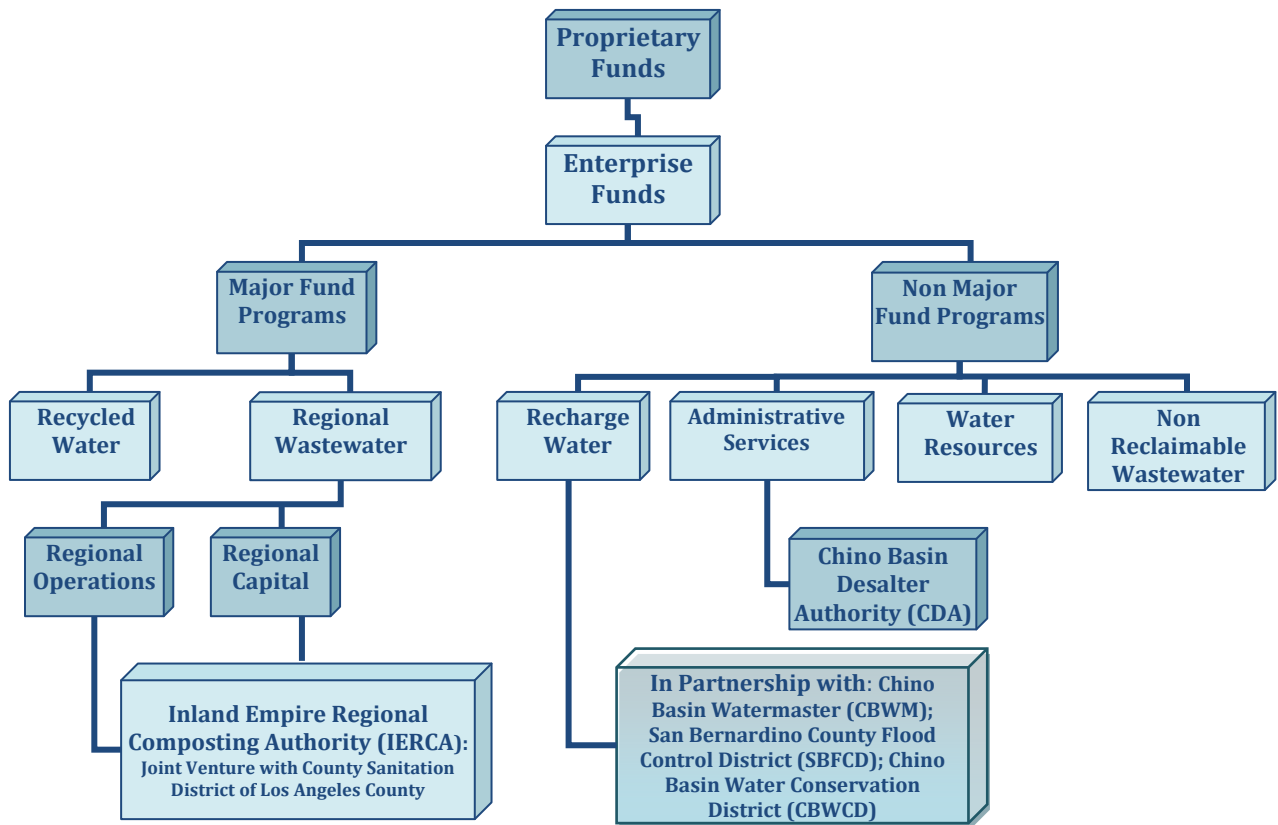 Proprietary
Funds
Enterprise
Funds
Major Fund
Programs
Non Major
Fund Programs
Recycled
Water
Regional
Wastewater
Recharge
Water
Administrative
Services
Water
Resources
Non
Reclaimable
Wastewater
Regional
Operations
Regional
Capital
Chino Basin
Desalter
Authority (CDA)
Inland Empire Regional
Composting Authority (IERCA):
Joint Venture with County Sanitation
District of Los Angeles County
In Partnership with: Chino
Basin Watermaster (CBWM);
San Bernardino County Flood
Control District (SBFCD); Chino
Basin Water Conservation
District (CBWCD)